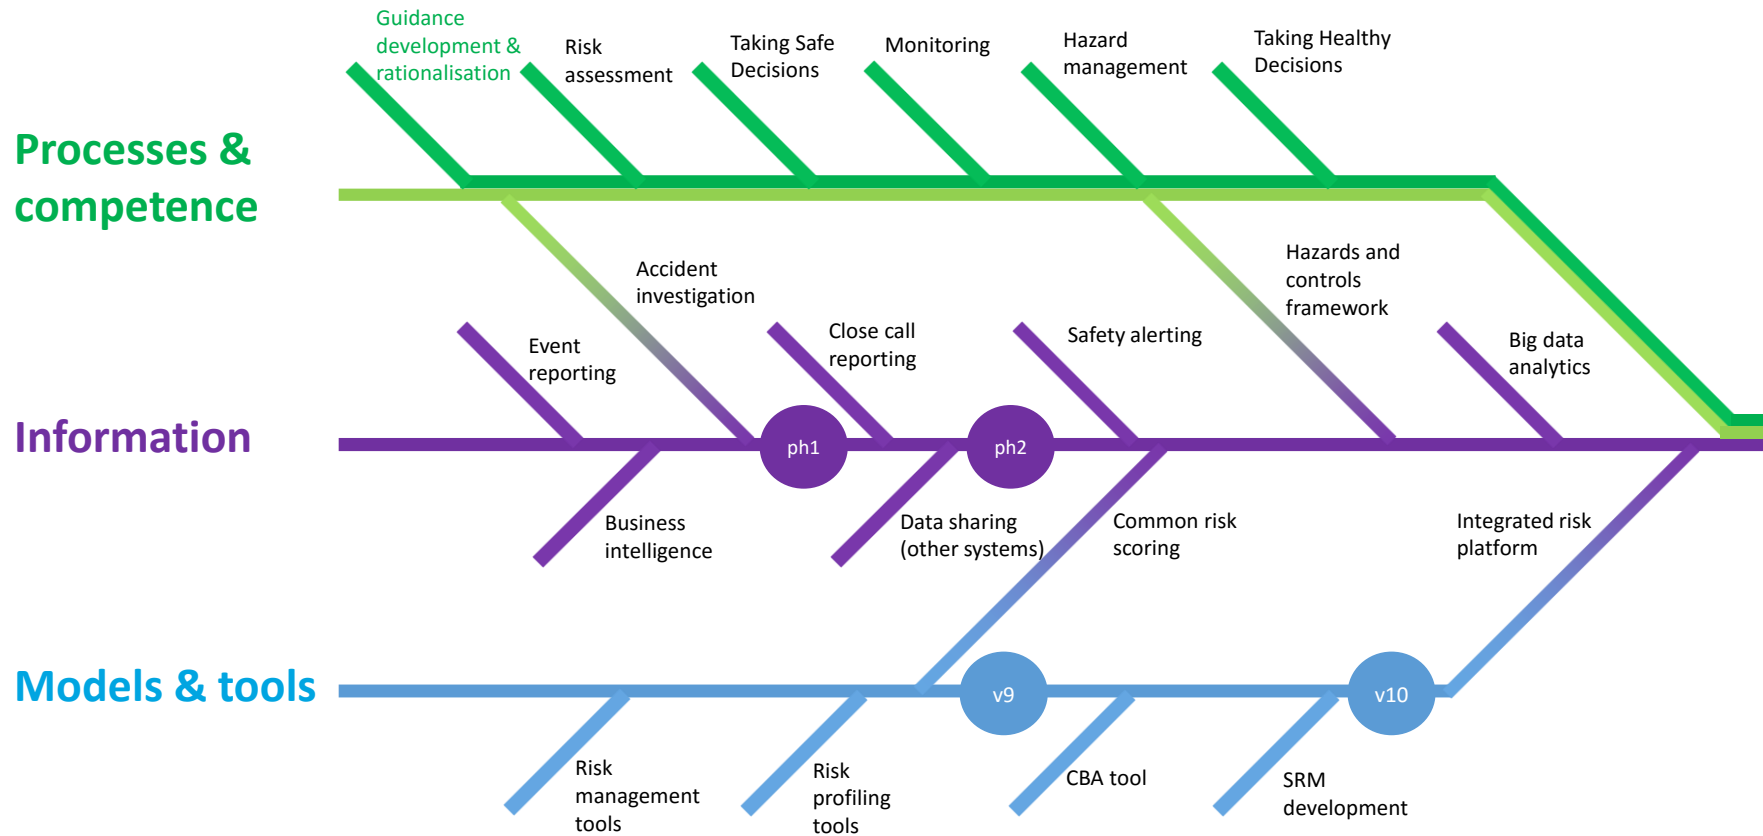 Guidance
development &
rationalisation
Risk
assessment
Taking Safe
Decisions
Monitoring
Hazard
management
Taking Healthy
Decisions
Processes &
competence
Accident
investigation
Hazards and
controls
framework
Event
reporting
Close call
reporting
Safety alerting
Big data
analytics
Information
ph1
ph2
Business
intelligence
Data sharing
(other systems)
Common risk
scoring
Integrated risk
platform
Models & tools
v9
v10
Risk
management
tools
Risk
profiling
tools
CBA tool
SRM
development